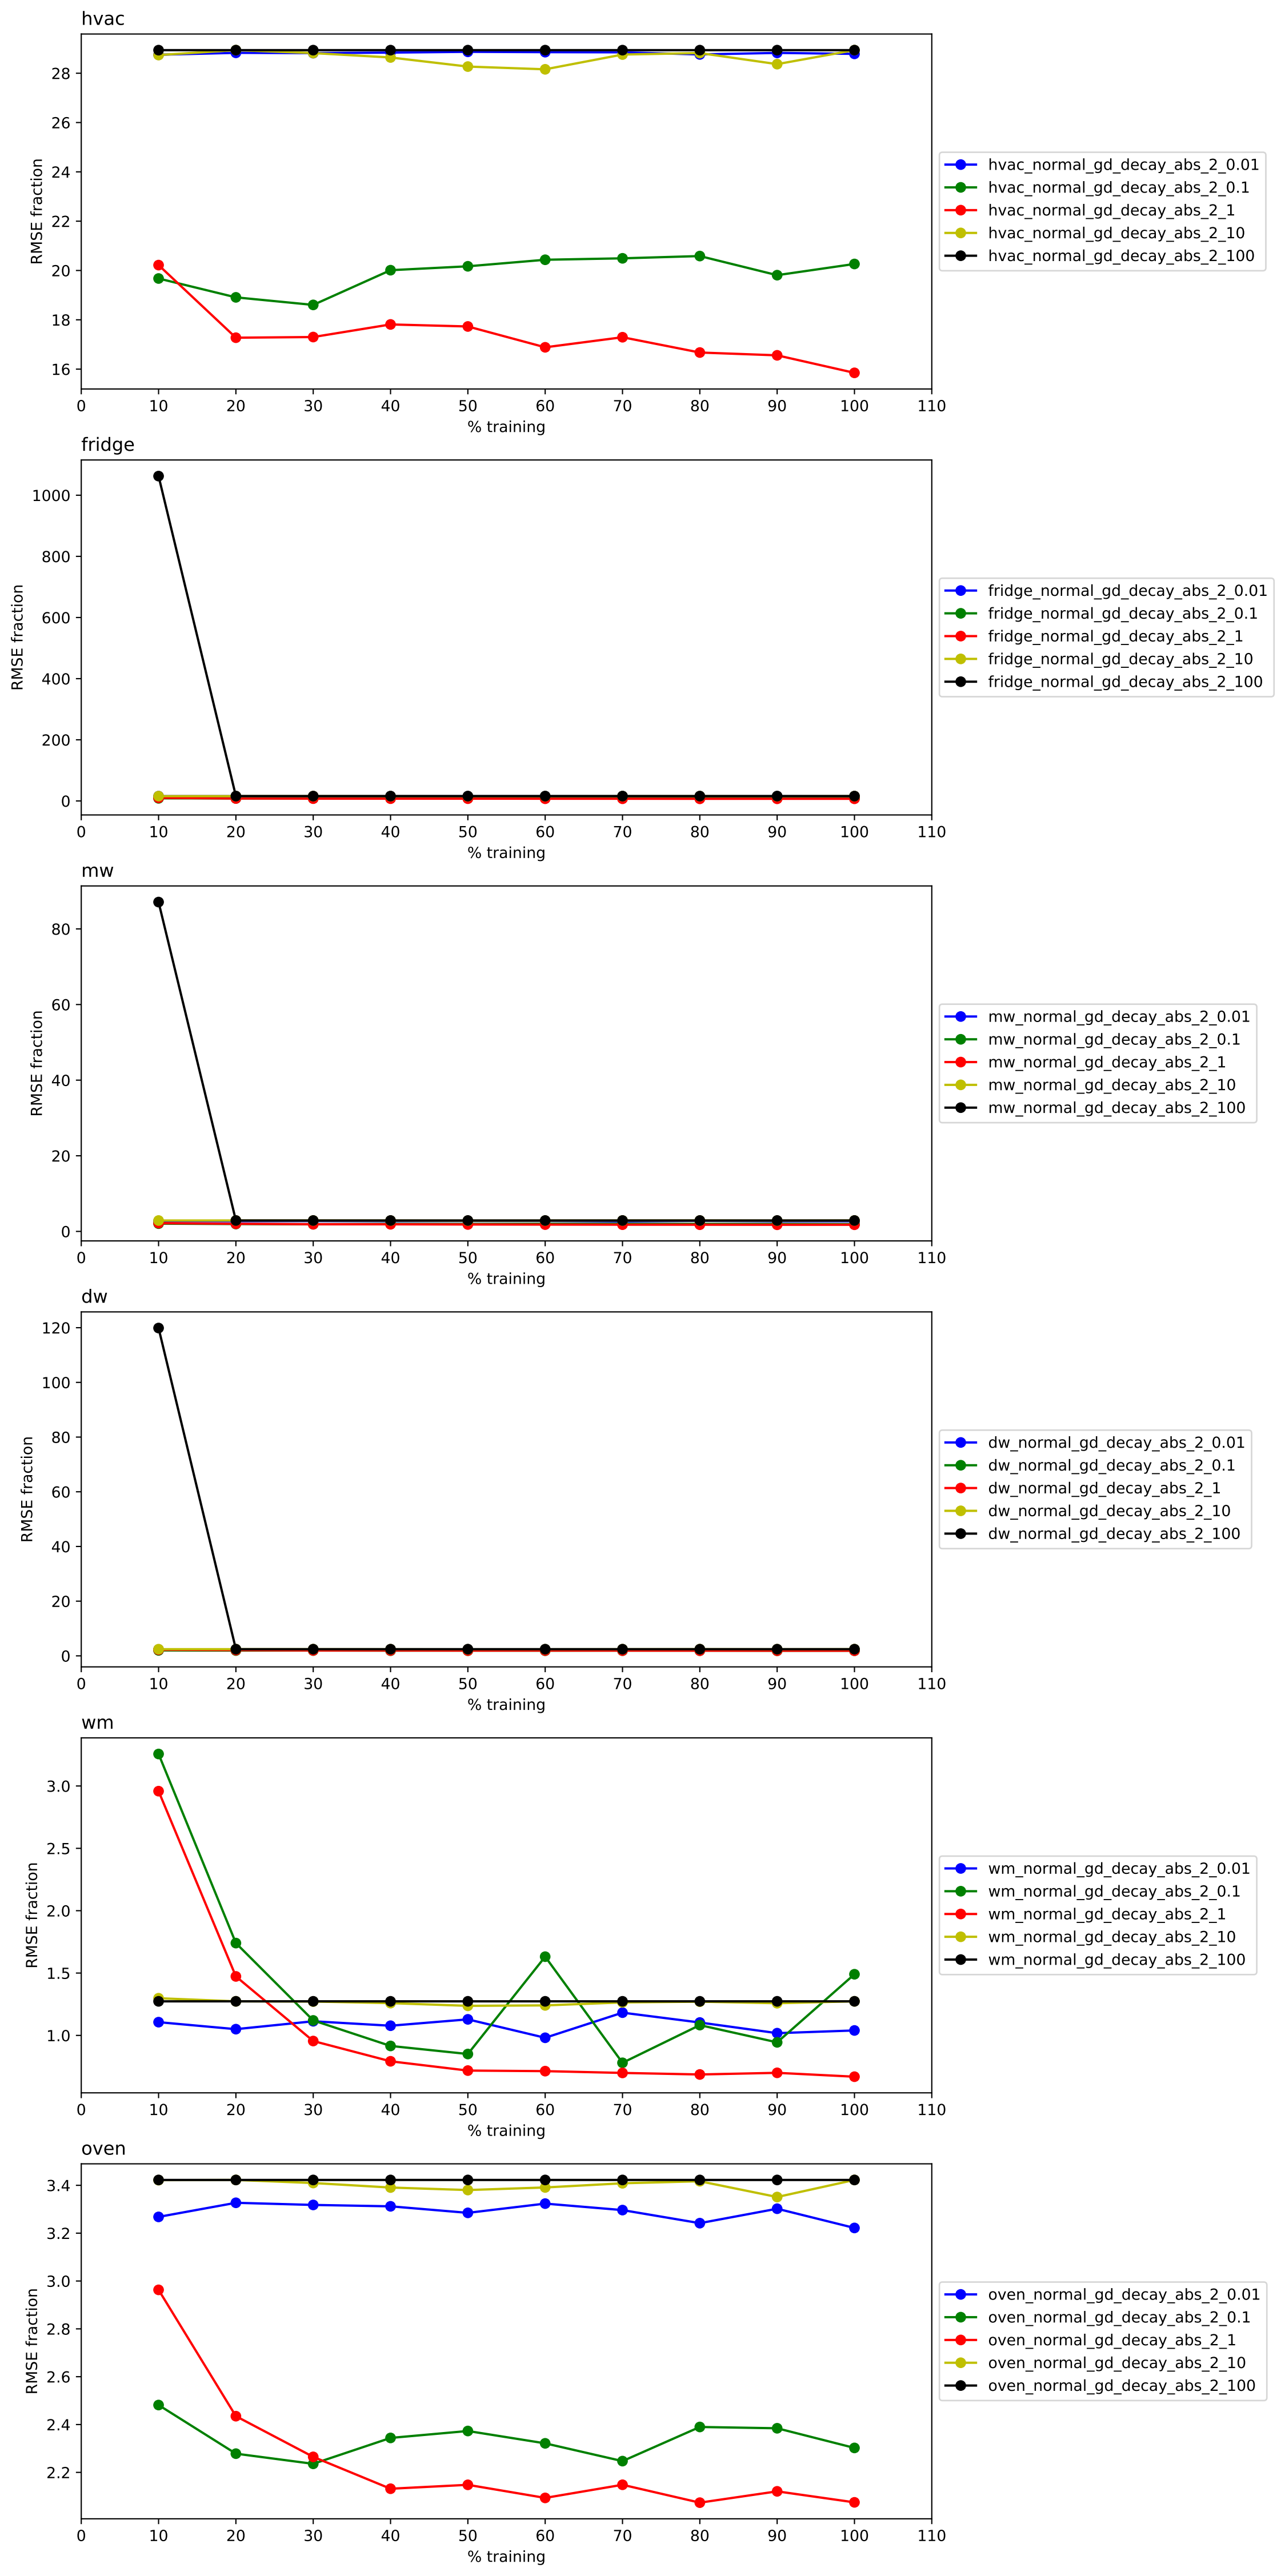 hvac
RMSE fraction
28
26
24
22
20
18
16
0 10 20 30 40 50 60 70 80 90 100 110
% training
hvac_normal_gd_decay_abs_2_0.01
hvac_normal_gd_decay_abs_2_0.1
hvac_normal_gd_decay_abs_2_1
hvac_normal_gd_decay_abs_2_10
hvac_normal_gd_decay_abs_2_100
fridge
RMSE fraction
1000
800
600
400
200
0
0 10 20 30 40 50 60 70 80 90 100 110
% training
fridge_normal_gd_decay_abs_2_0.01
fridge_normal_gd_decay_abs_2_0.1
fridge_normal_gd_decay_abs_2_1
fridge_normal_gd_decay_abs_2_10
fridge_normal_gd_decay_abs_2_100
mw
RMSE fraction
80
60
40
20
0
0 10 20 30 40 50 60 70 80 90 100 110
% training
mw_normal_gd_decay_abs_2_0.01
mw_normal_gd_decay_abs_2_0.1
mw_normal_gd_decay_abs_2_1
mw_normal_gd_decay_abs_2_10
mw_normal_gd_decay_abs_2_100
dw
RMSE fraction
120
100
80
60
40
20
0
0 10 20 30 40 50 60 70 80 90 100 110
% training
dw_normal_gd_decay_abs_2_0.01
dw_normal_gd_decay_abs_2_0.1
dw_normal_gd_decay_abs_2_1
dw_normal_gd_decay_abs_2_10
dw_normal_gd_decay_abs_2_100
wm
RMSE fraction
3.0
2.5
2.0
1.5
1.0
0 10 20 30 40 50 60 70 80 90 100 110
% training
wm_normal_gd_decay_abs_2_0.01
wm_normal_gd_decay_abs_2_0.1
wm_normal_gd_decay_abs_2_1
wm_normal_gd_decay_abs_2_10
wm_normal_gd_decay_abs_2_100
oven
RMSE fraction
3.4
3.2
3.0
2.8
2.6
2.4
2.2
0 10 20 30 40 50 60 70 80 90 100 110
% training
oven_normal_gd_decay_abs_2_0.01
oven_normal_gd_decay_abs_2_0.1
oven_normal_gd_decay_abs_2_1
oven_normal_gd_decay_abs_2_10
oven_normal_gd_decay_abs_2_100